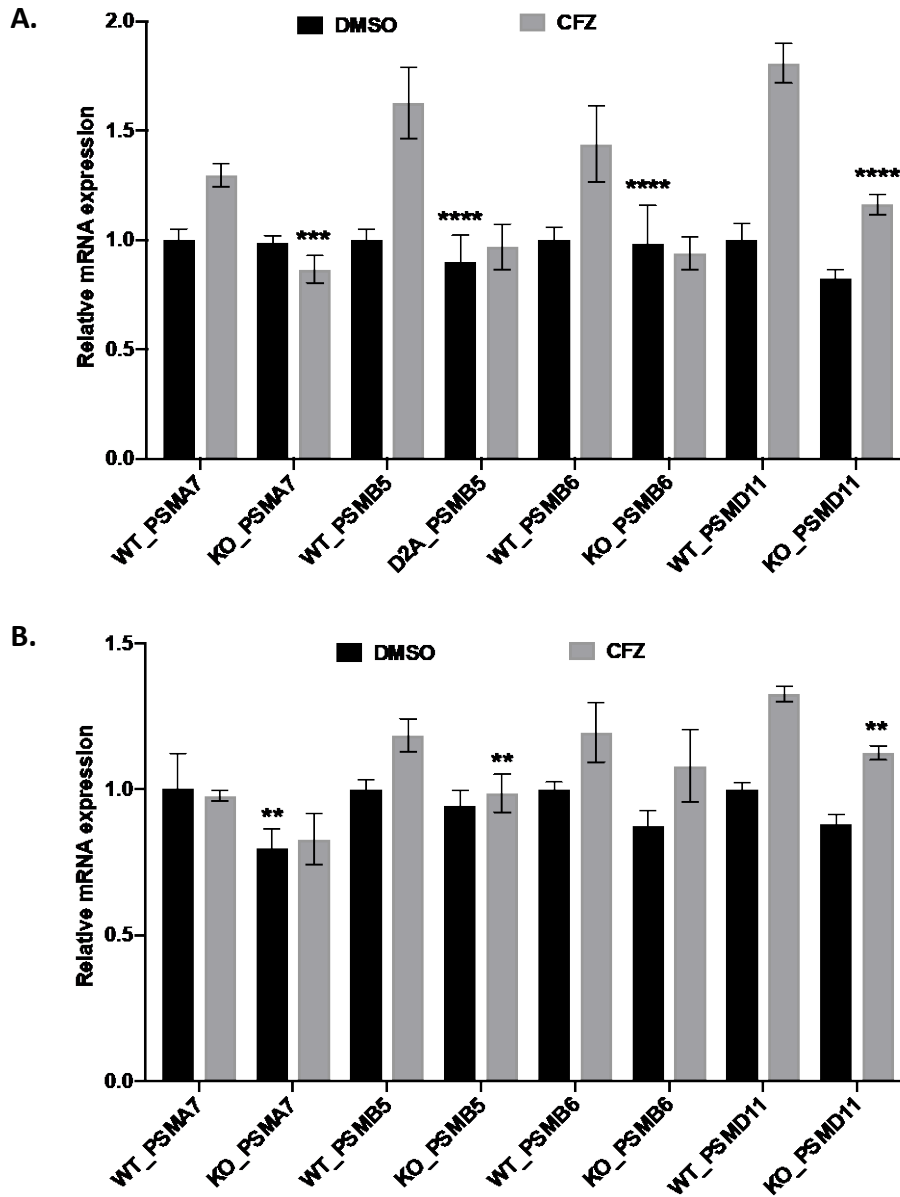 A.
DMSO
CFZ
Relative mRNA expression
2.0
1.5
1.0
0.5
0.0
***
****
****
****
WT_PSMA7
KO_PSMA7
WT_PSMB5
D2A_PSMB5
WT_PSMB6
KO_PSMB6
WT_PSMD11
KO_PSMD11
B.
DMSO
CFZ
Relative mRNA expression
1.5
1.0
0.5
0.0
**
**
**
WT_PSMA7
KO_PSMA7
WT_PSMB5
KO_PSMB5
WT_PSMB6
KO_PSMB6
WT_PSMD11
KO_PSMD11